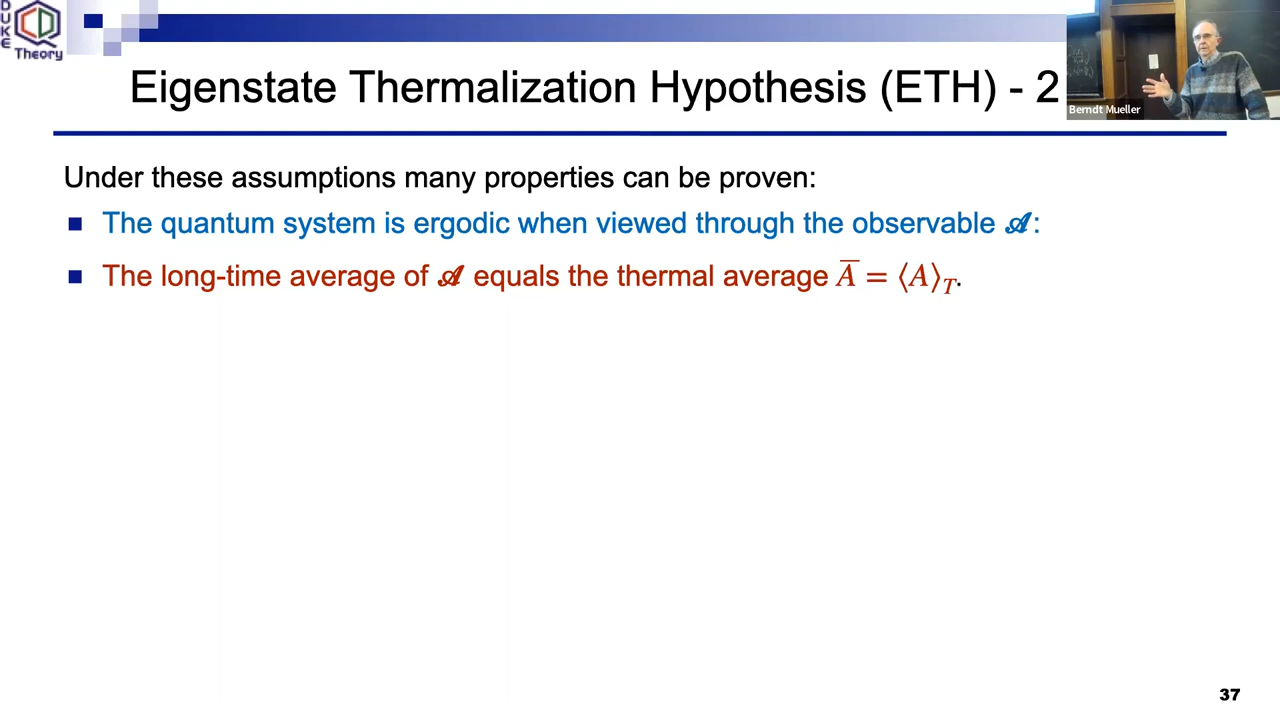 DUKE
Theory
Eigenstate Thermalization Hypothesis (ETH) - 2
Berndt Mueller
Under these assumptions many properties can be proven:
■ The quantum system is ergodic when viewed through the observable 𝓐:
■ The long-time average of 𝓐 equals the thermal average A̅ = ⟨A⟩_T.
37